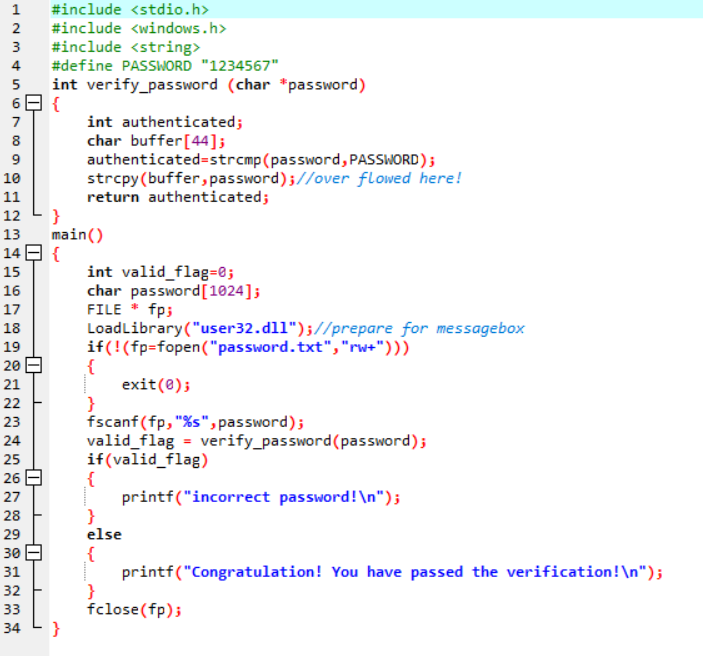 1 #include <stdio.h>
2 #include <windows.h>
3 #include <string>
4 #define PASSWORD "1234567"
5 int verify_password (char *password)
6 {
7 int authenticated;
8 char buffer[44];
9 authenticated=strcmp(password,PASSWORD);
10 strcpy(buffer,password);//over flowed here!
11 return authenticated;
12 }
13 main()
14 {
15 int valid_flag=0;
16 char password[1024];
17 FILE * fp;
18 LoadLibrary("user32.dll");//prepare for messagebox
19 if(!(fp=fopen("password.txt","rw+")))
20 {
21 exit(0);
22 }
23 fscanf(fp,"%s",password);
24 valid_flag = verify_password(password);
25 if(valid_flag)
26 {
27 printf("incorrect password!\n");
28 }
29 else
30 {
31 printf("Congratulation! You have passed the verification!\n");
32 }
33 fclose(fp);
34 }